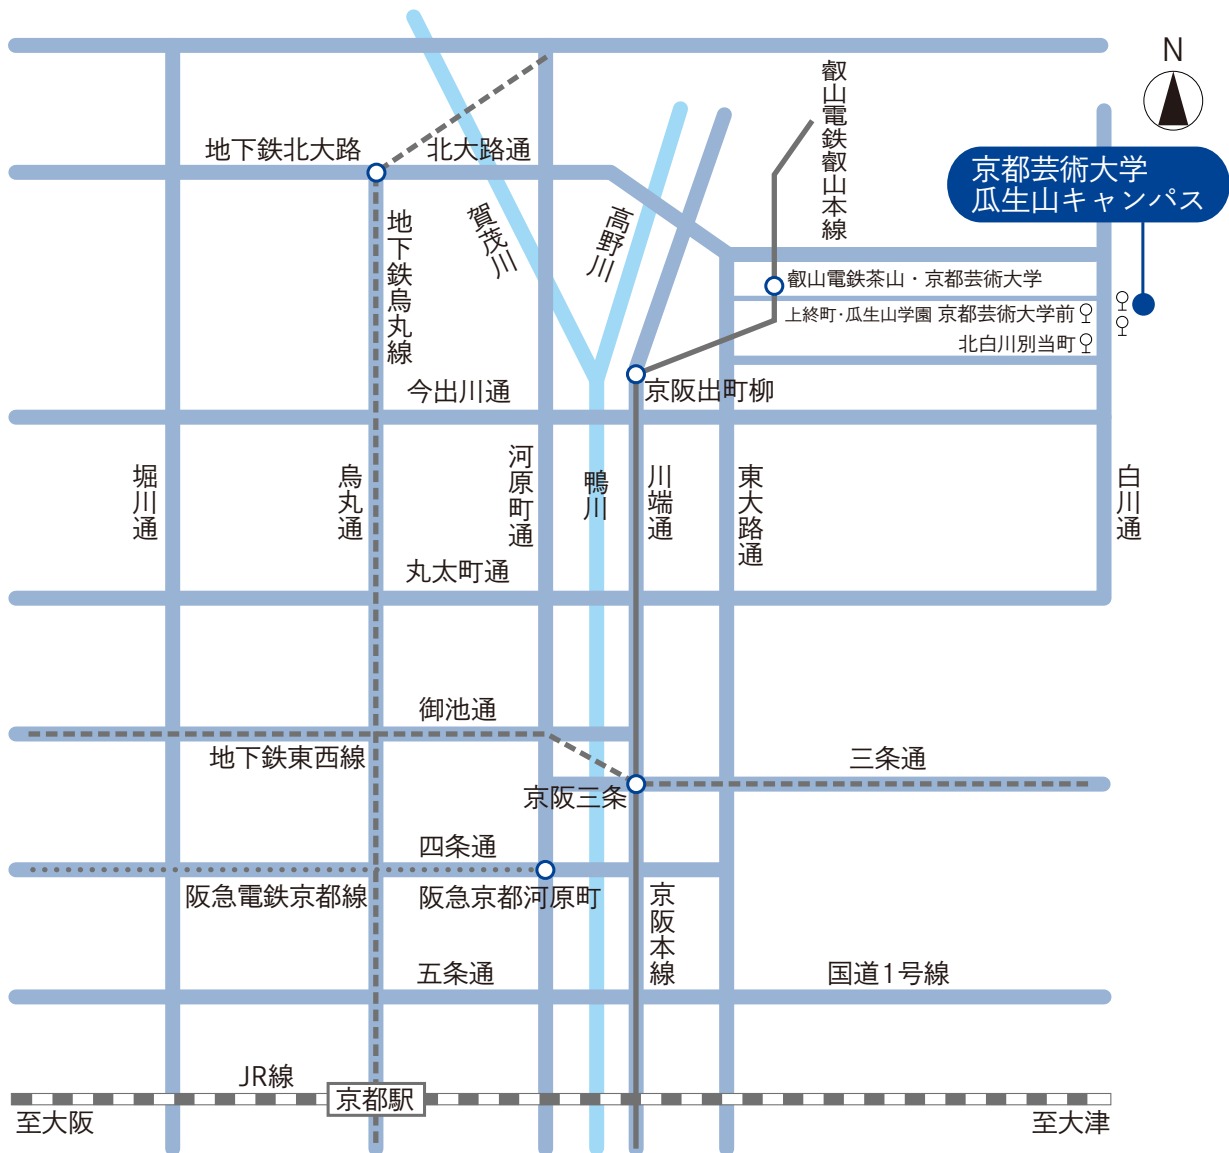 N
叡山電鉄叡山本線
京都芸術大学
瓜生山キャンパス
地下鉄北大路
北大路通
賀茂川
高野川
地下鉄烏丸線
叡山電鉄茶山・京都芸術大学
上終町・瓜生山学園 京都芸術大学前
北白川別当町
京阪出町柳
今出川通
堀川通
烏丸通
河原町通
鴨川
川端通
東大路通
白川通
丸太町通
御池通
地下鉄東西線
三条通
京阪三条
四条通
阪急電鉄京都線
阪急京都河原町
京阪本線
五条通
国道1号線
JR線
京都駅
至大阪
至大津